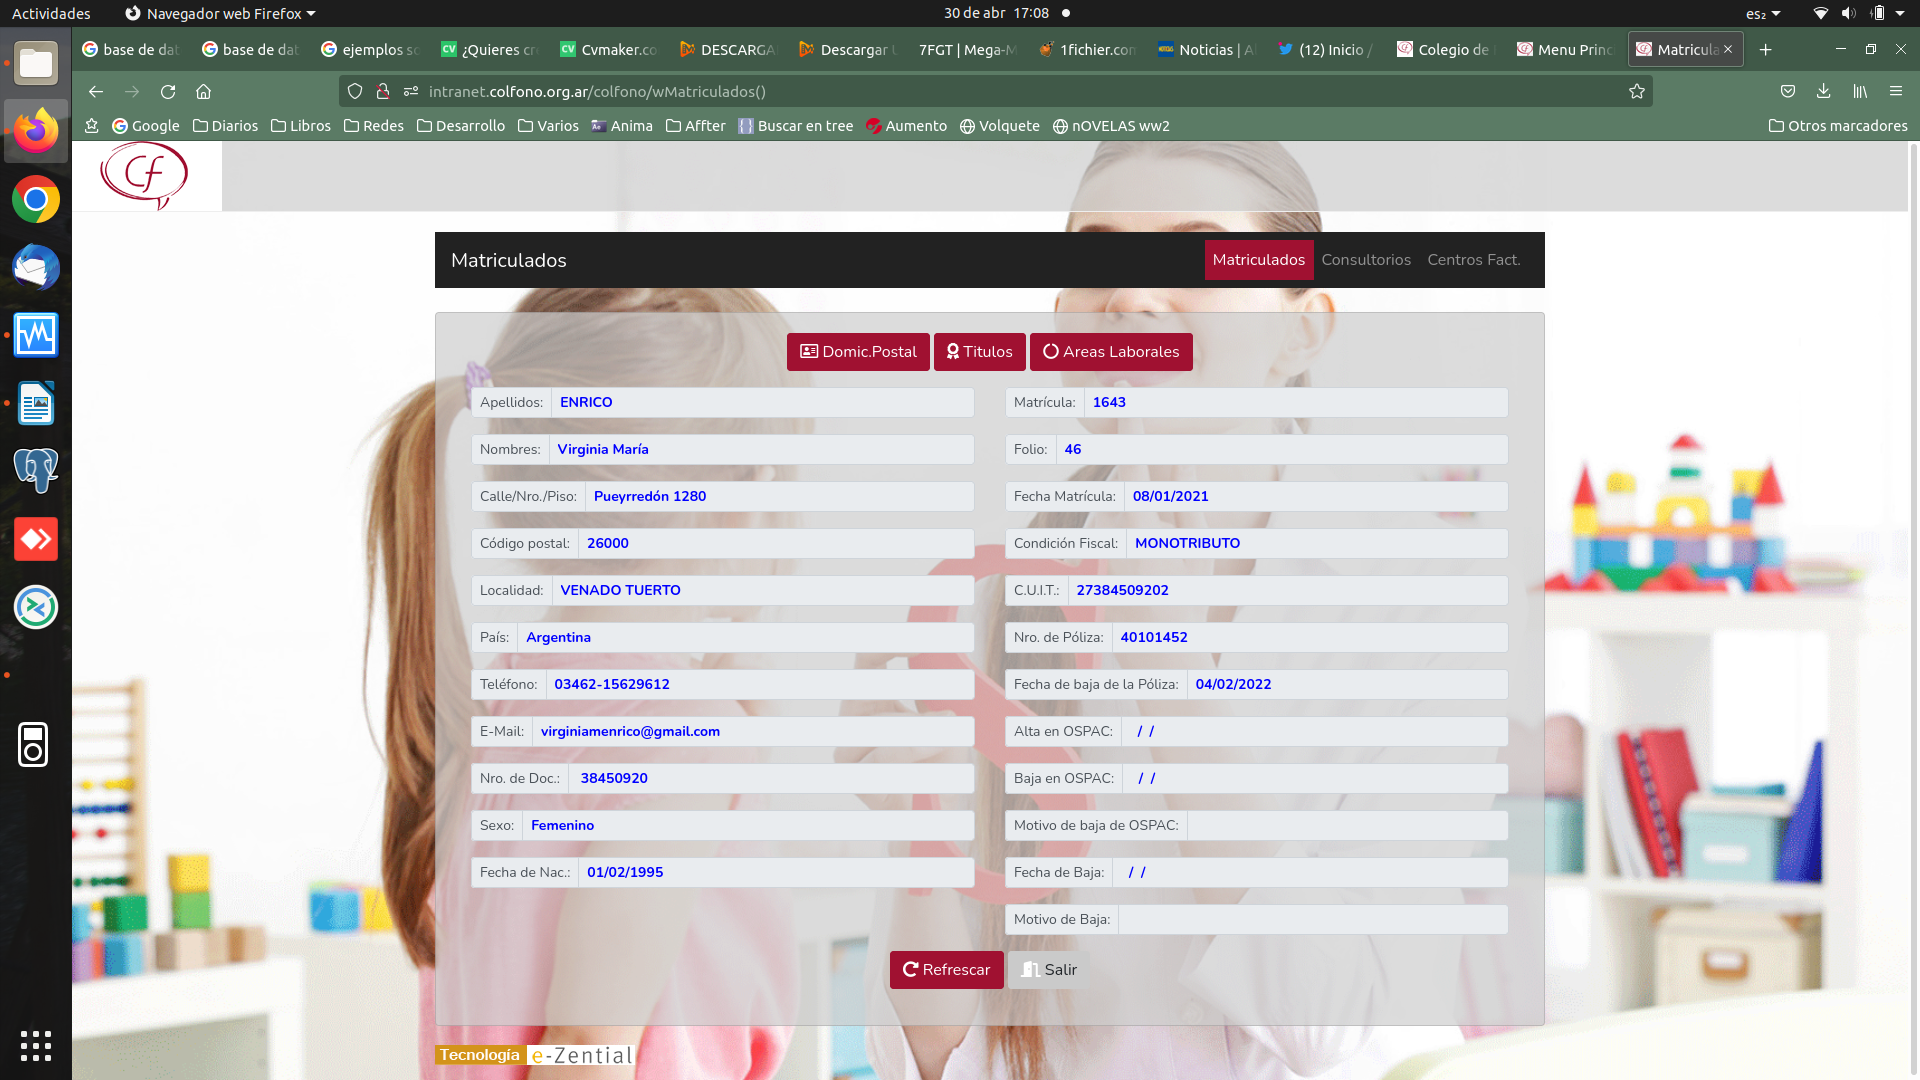 Actividades
Navegador web Firefox
30 de abr 17:08
es₂
base de dat
base de dat
ejemplos so
¿Quieres cr
Cvmaker.co
DESCARGA
Descargar
7FGT | Mega-M
1fichier.con
Noticias | A
(12) Inicio /
Colegio de
Menu Princ
Matricula
intranet.colfono.org.ar/colfono/wMatriculados()
Google
Diarios
Libros
Redes
Desarrollo
Varios
Anima
Affter
Buscar en tree
Aumento
Volquete
nOVELAS ww2
Otros marcadores
Cf
Matriculados
Matriculados
Consultorios
Centros Fact.
Domic.Postal
Titulos
Areas Laborales
Apellidos: ENRICO
Nombres: Virginia María
Calle/Nro./Piso: Pueyrredón 1280
Código postal: 26000
Localidad: VENADO TUERTO
País: Argentina
Teléfono: 03462-15629612
E-Mail: virginiamenrico@gmail.com
Nro. de Doc.: 38450920
Sexo: Femenino
Fecha de Nac.: 01/02/1995
Matrícula: 1643
Folio: 46
Fecha Matrícula: 08/01/2021
Condición Fiscal: MONOTRIBUTO
C.U.I.T.: 27384509202
Nro. de Póliza: 40101452
Fecha de baja de la Póliza: 04/02/2022
Alta en OSPAC: / /
Baja en OSPAC: / /
Motivo de baja de OSPAC:
Fecha de Baja: / /
Motivo de Baja:
Refrescar
Salir
Tecnología e-Zential